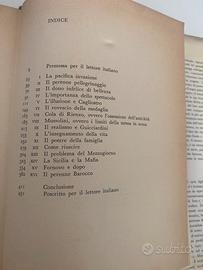 INDICE
9 Premessa per il lettore italiano
I La pacifica invasione
II Il perenne pellegrinaggio
III Il dono infelice di bellezza
IV L'importanza dello spettacolo
V L'illusione e Cagliostro
VI Il rovescio della medaglia
VII Cola di Rienzo, ovvero l'ossessione dell'antichità
VIII Mussolini, ovvero i limiti della messa in scena
IX Il realismo e Guicciardini
X L'insegnamento della vita
XI Il potere della famiglia
XII Come riuscire
XIII Il problema del Mezzogiorno
XIV La Sicilia e la Mafia
XV Fornovo e dopo
XVI Il perenne Barocco
Conclusione
Poscritto per il lettore italiano
subito.it